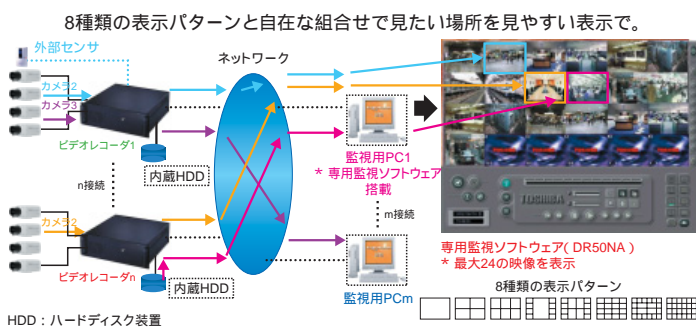 8種類の表示パターンと自在な組合せで見たい場所を見やすい表示で。
外部センサ
ネットワーク
カメラ2
カメラ3
ビデオレコーダ1
内蔵HDD
n接続
カメラ2
ビデオレコーダn
内蔵HDD
監視用PC1
* 専用監視ソフトウェア
搭載
m接続
監視用PCm
TOSHIBA
専用監視ソフトウェア( DR50NA )
* 最大24の映像を表示
8種類の表示パターン
HDD : ハードディスク装置